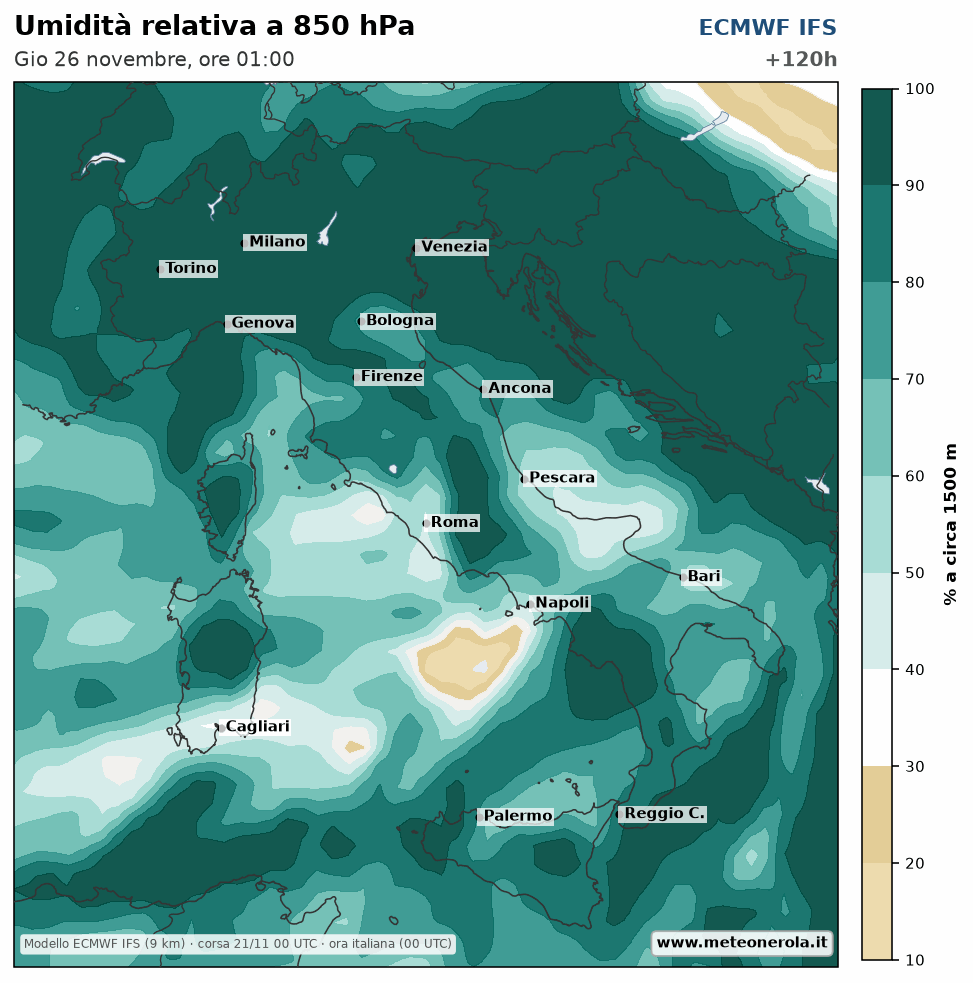 Umidità relativa a 850 hPa
ECMWF IFS
Gio 26 novembre, ore 01:00
+120h
100
90
80
70
60
50
40
30
20
10
% a circa 1500 m
Milano
Venezia
Torino
Genova
Bologna
Firenze
Ancona
Pescara
Roma
Bari
Napoli
Cagliari
Palermo
Reggio C.
Modello ECMWF IFS (9 km) · corsa 21/11 00 UTC · ora italiana (00 UTC)
www.meteonerola.it